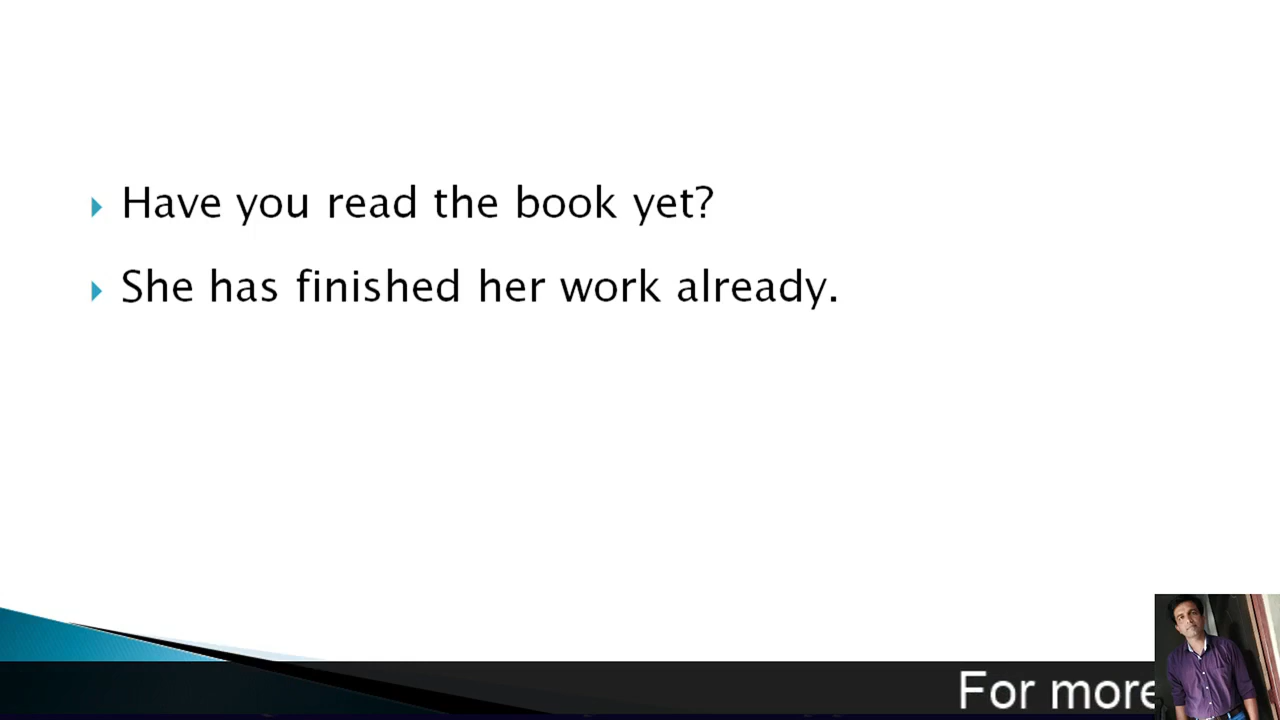 Have you read the book yet?
She has finished her work already.
For more